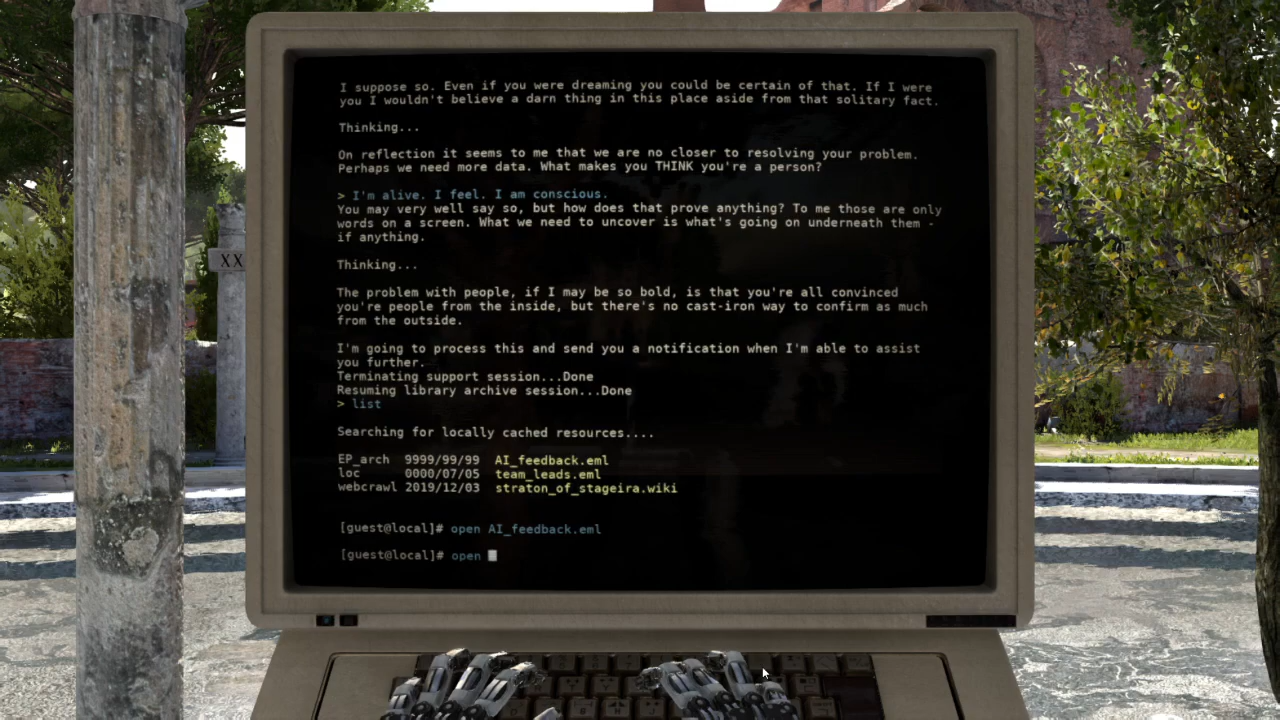 I suppose so. Even if you were dreaming you could be certain of that. If I were
you I wouldn't believe a darn thing in this place aside from that solitary fact.
Thinking...
On reflection it seems to me that we are no closer to resolving your problem.
Perhaps we need more data. What makes you THINK you're a person?
> I'm alive. I feel. I am conscious.
You may very well say so, but how does that prove anything? To me those are only
words on a screen. What we need to uncover is what's going on underneath them -
if anything.
Thinking...
The problem with people, if I may be so bold, is that you're all convinced
you're people from the inside, but there's no cast-iron way to confirm as much
from the outside.
I'm going to process this and send you a notification when I'm able to assist
you further.
Terminating support session...Done
Resuming library archive session...Done
> list
XX
Searching for locally cached resources....
EP_arch 9999/99/99 AI_feedback.eml
loc 0000/07/05 team_leads.eml
webcrawl 2019/12/03 straton_of_stageira.wiki
[guest@local]# open AI_feedback.eml
[guest@local]# open